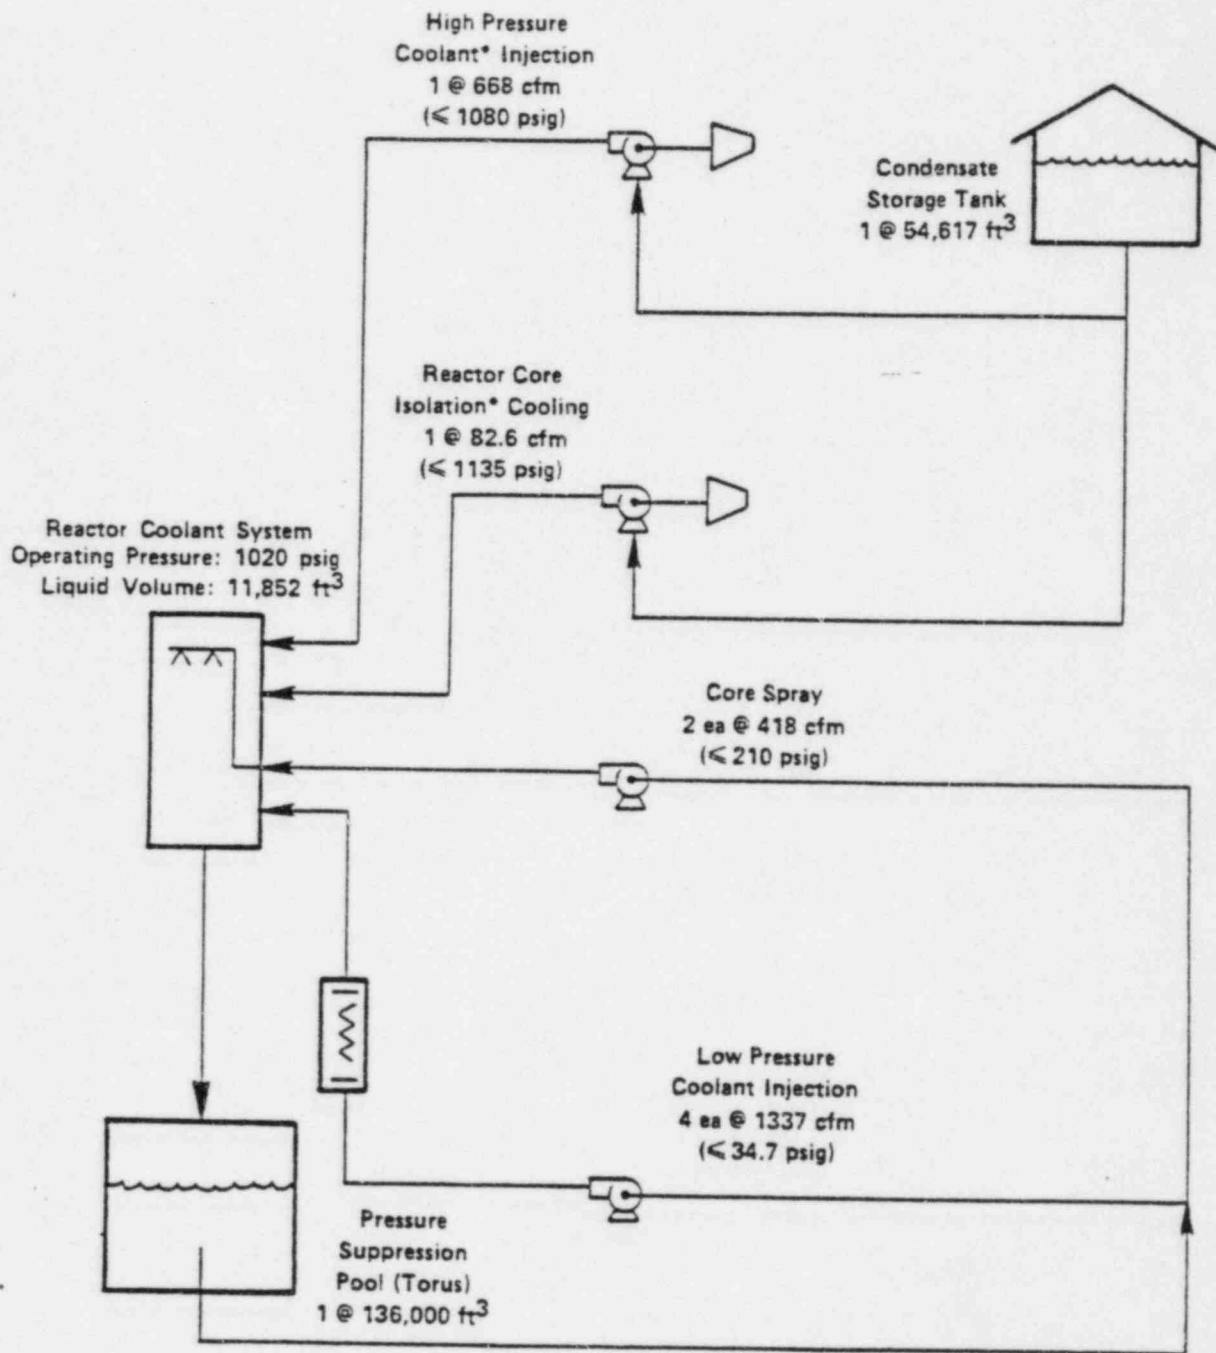 High Pressure
Coolant* Injection
1 @ 668 cfm
(⩽ 1080 psig)
Condensate
Storage Tank
1 @ 54,617 ft³
Reactor Core
Isolation* Cooling
1 @ 82.6 cfm
(⩽ 1135 psig)
Reactor Coolant System
Operating Pressure: 1020 psig
Liquid Volume: 11,852 ft³
Core Spray
2 ea @ 418 cfm
(⩽ 210 psig)
Low Pressure
Coolant Injection
4 ea @ 1337 cfm
(⩽ 34.7 psig)
Pressure
Suppression
Pool (Torus)
1 @ 136,000 ft³